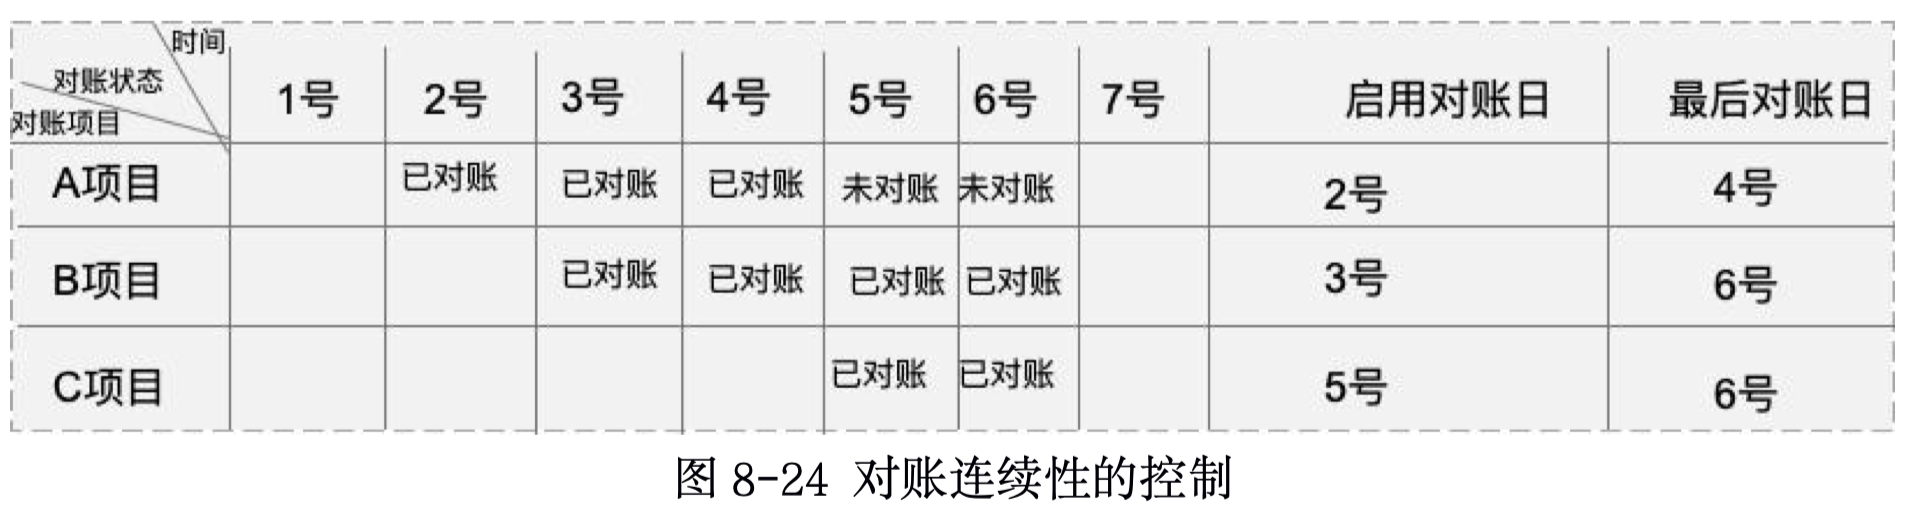 时间
对账状态
对账项目
1号 2号 3号 4号 5号 6号 7号 启用对账日 最后对账日
A项目 已对账 已对账 已对账 未对账 未对账 2号 4号
B项目 已对账 已对账 已对账 已对账 3号 6号
C项目 已对账 已对账 5号 6号
图 8-24 对账连续性的控制